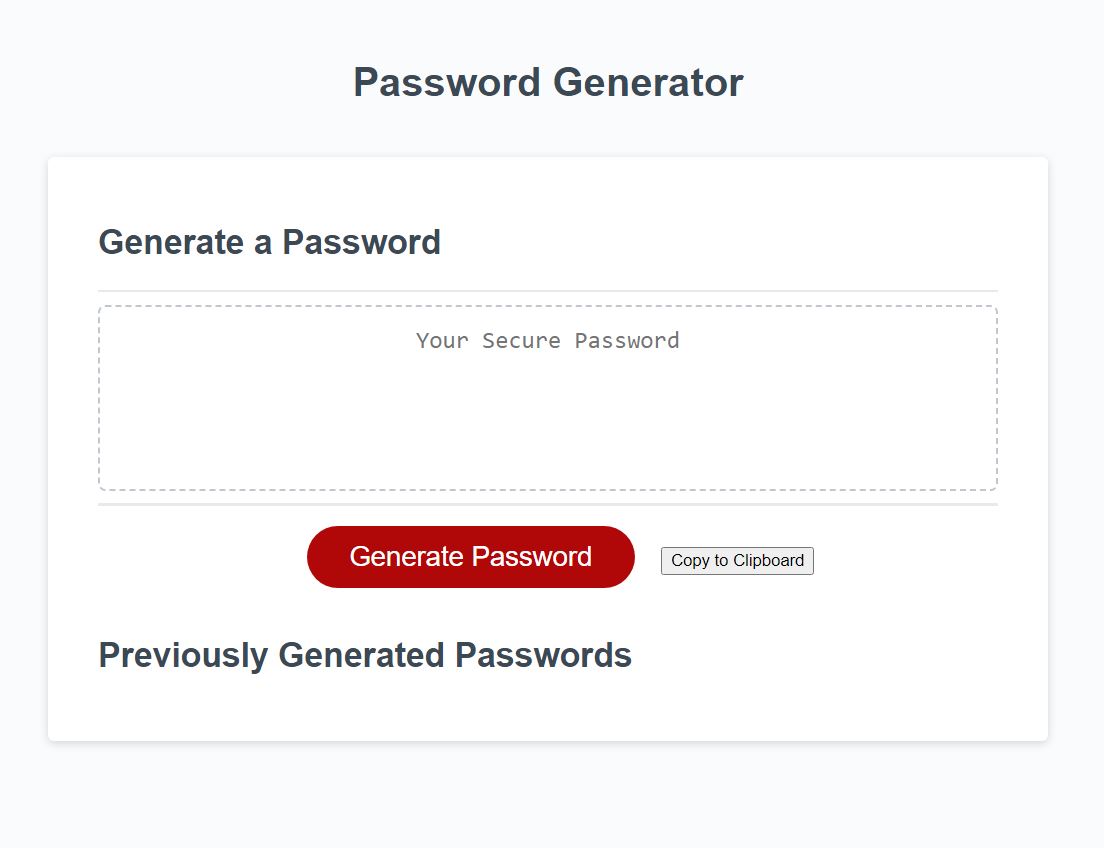 Password Generator
Generate a Password
Your Secure Password
Generate Password
Copy to Clipboard
Previously Generated Passwords